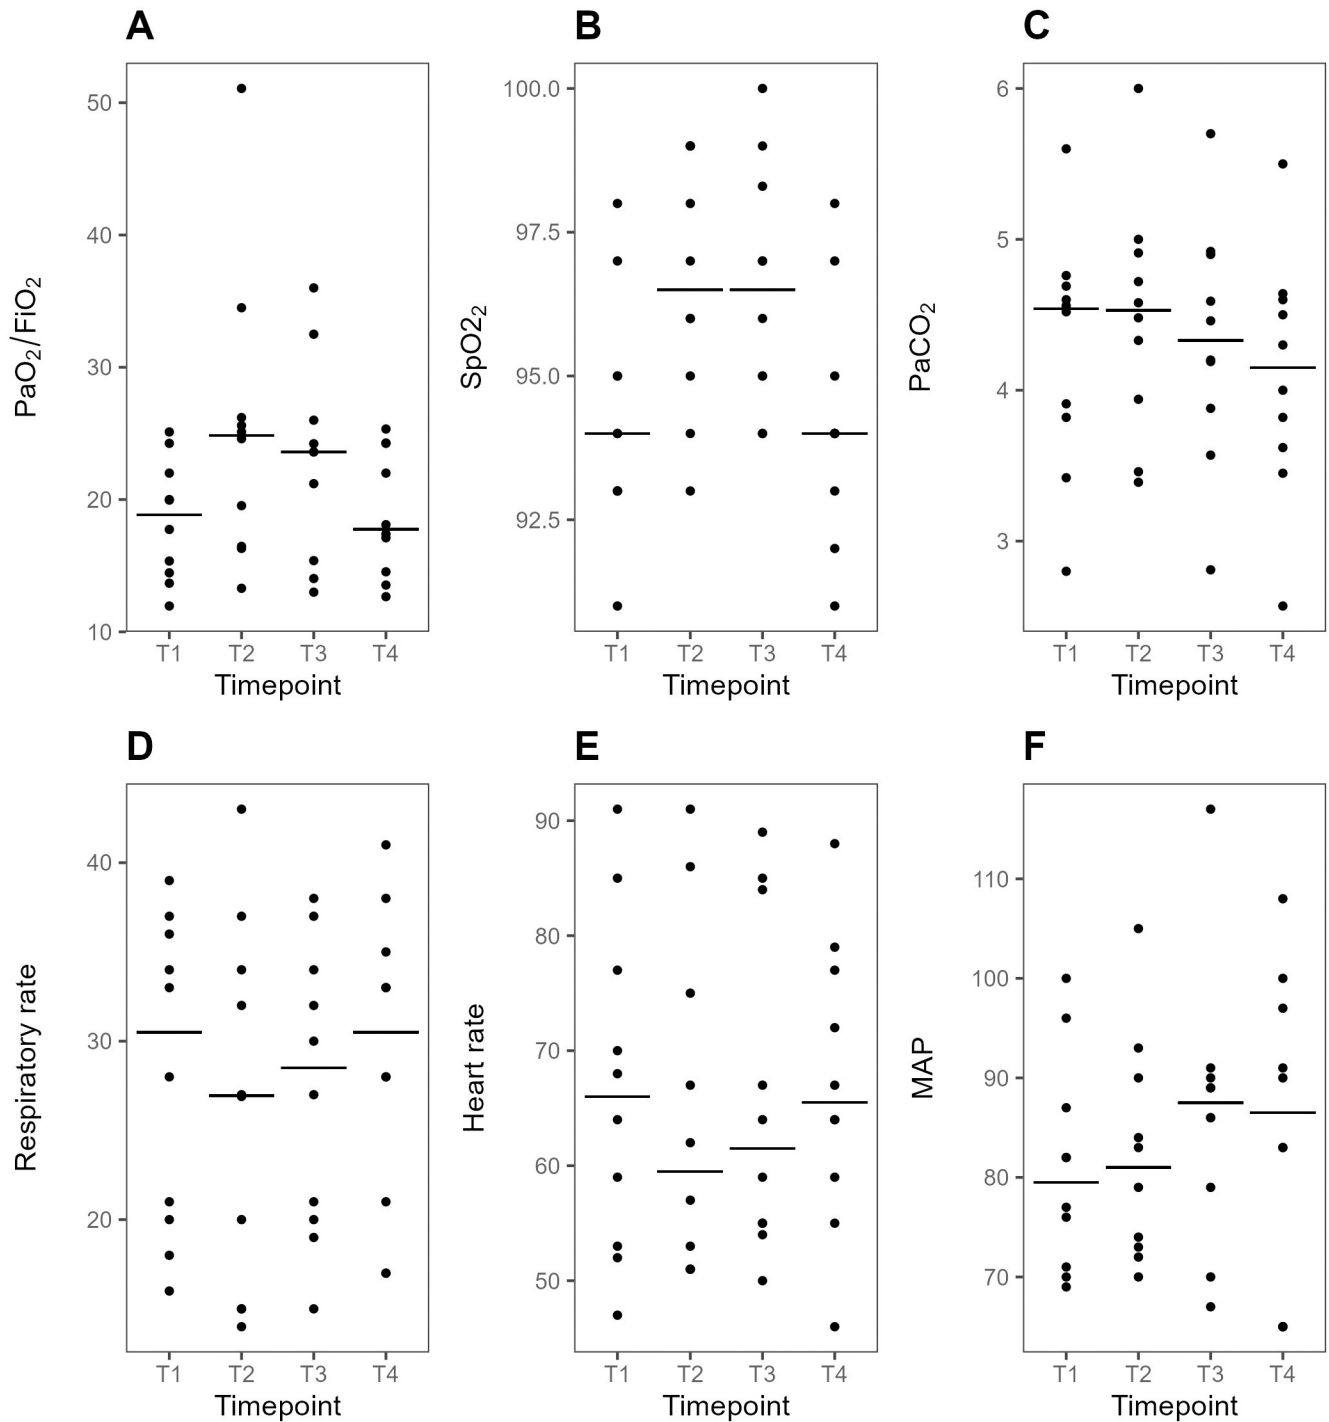 A
PaO₂/FiO₂
50
40
30
20
10
T1 T2 T3 T4
Timepoint
B
SpO2₂
100.0
97.5
95.0
92.5
T1 T2 T3 T4
Timepoint
C
PaCO₂
6
5
4
3
T1 T2 T3 T4
Timepoint
D
Respiratory rate
40
30
20
T1 T2 T3 T4
Timepoint
E
Heart rate
90
80
70
60
50
T1 T2 T3 T4
Timepoint
F
MAP
110
100
90
80
70
T1 T2 T3 T4
Timepoint